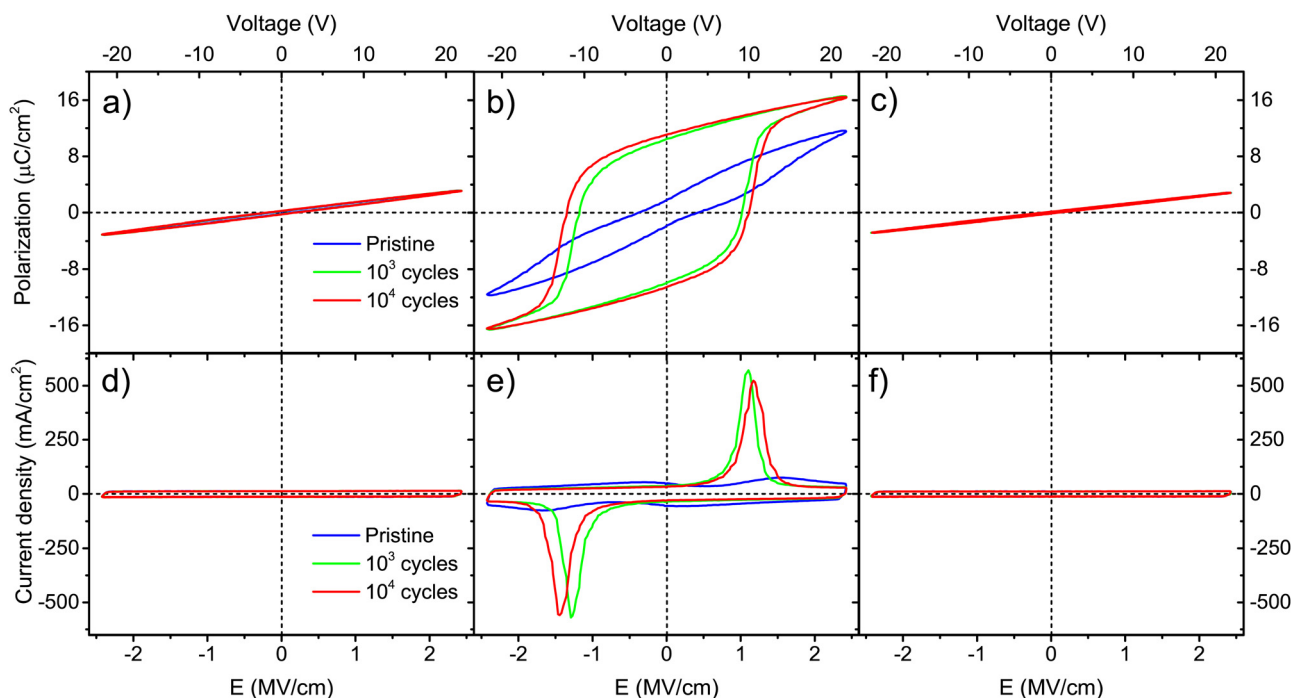 Voltage (V) Voltage (V) Voltage (V)
-20 -10 0 10 20 -20 -10 0 10 20 -20 -10 0 10 20
a) b) c)
Polarization (μC/cm²)
16 16
8 8
0 0
-8 -8
-16 -16
Pristine
10³ cycles
10⁴ cycles
d) e) f)
Current density (mA/cm²)
500 500
250 250
0 0
-250 -250
-500 -500
Pristine
10³ cycles
10⁴ cycles
-2 -1 0 1 2 -2 -1 0 1 2 -2 -1 0 1 2
E (MV/cm) E (MV/cm) E (MV/cm)